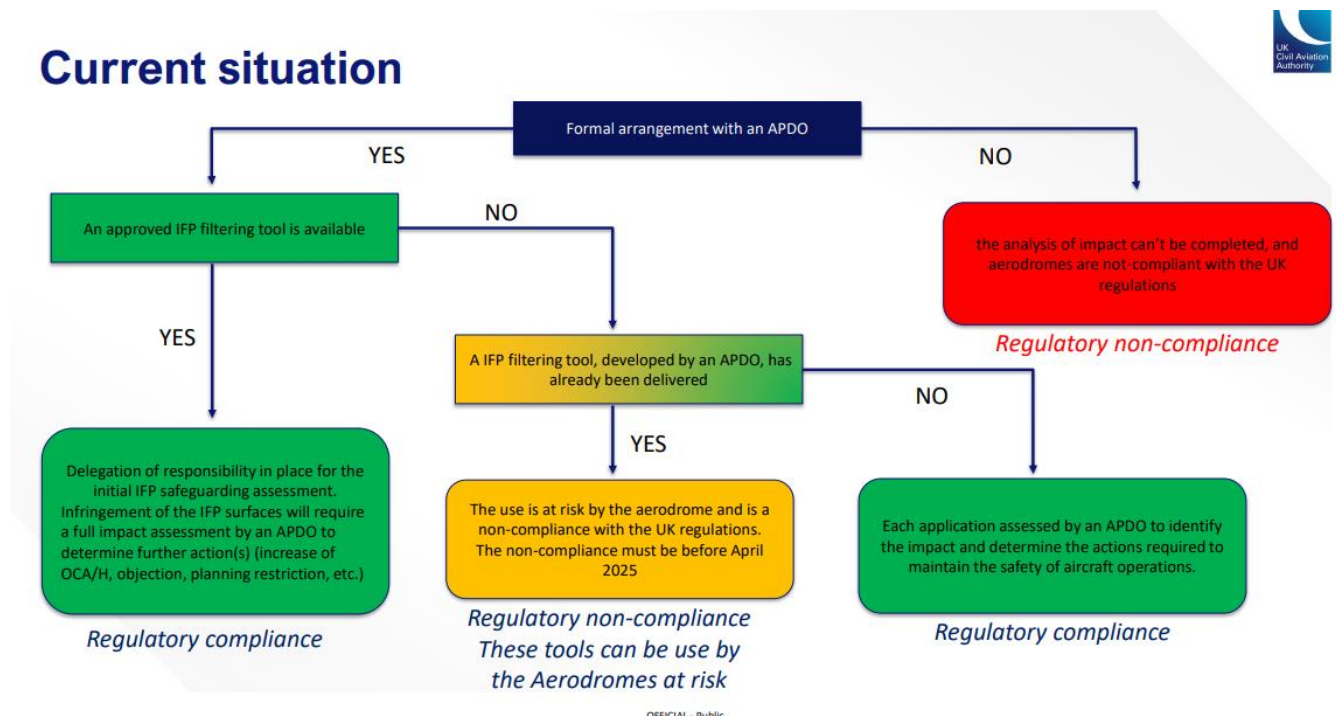 Current situation
UK
Civil Aviation
Authority
Formal arrangement with an APDO
YES
NO
An approved IFP filtering tool is available
NO
the analysis of impact can't be completed, and
aerodromes are not-compliant with the UK
regulations
Regulatory non-compliance
YES
A IFP filtering tool, developed by an APDO, has
already been delivered
NO
YES
Delegation of responsibility in place for the
initial IFP safeguarding assessment.
Infringement of the IFP surfaces will require
a full impact assessment by an APDO to
determine further action(s) (increase of
OCA/H, objection, planning restriction, etc.)
Regulatory compliance
The use is at risk by the aerodrome and is a
non-compliance with the UK regulations.
The non-compliance must be before April
2025
Regulatory non-compliance
These tools can be use by
the Aerodromes at risk
Each application assessed by an APDO to identify
the impact and determine the actions required to
maintain the safety of aircraft operations.
Regulatory compliance
OFFICIAL - Public